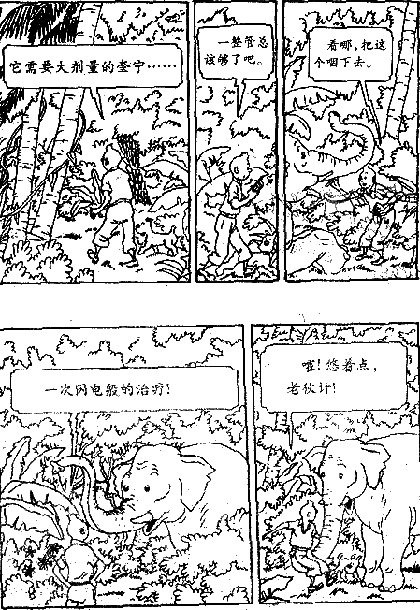 它需要大剂量的奎宁……
一整管总
该够了吧。
看哪，把这
个咽下去。
一次闪电般的治疗！
喔！悠着点，
老伙计！